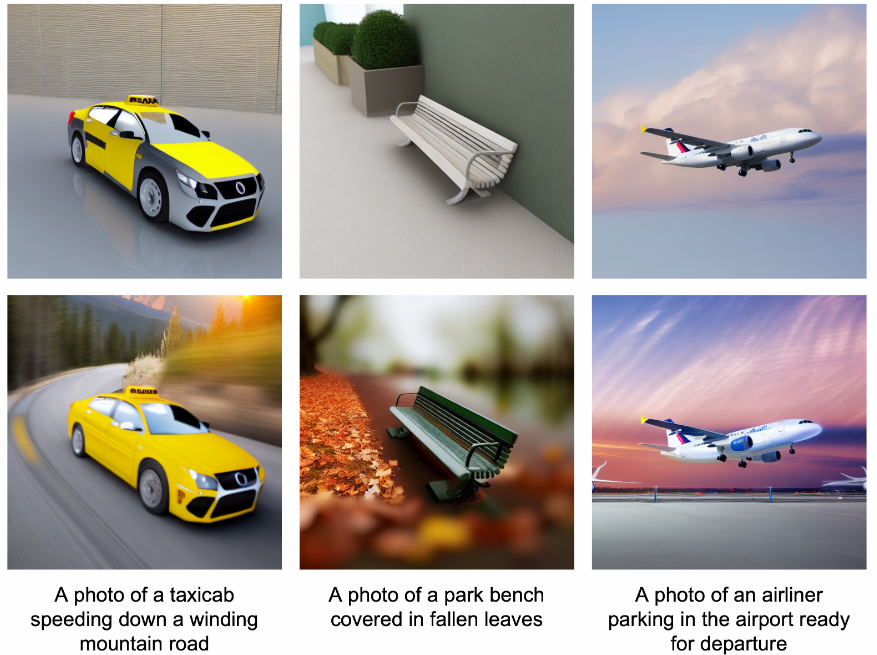 A photo of a taxicab
speeding down a winding
mountain road
A photo of a park bench
covered in fallen leaves
A photo of an airliner
parking in the airport ready
for departure